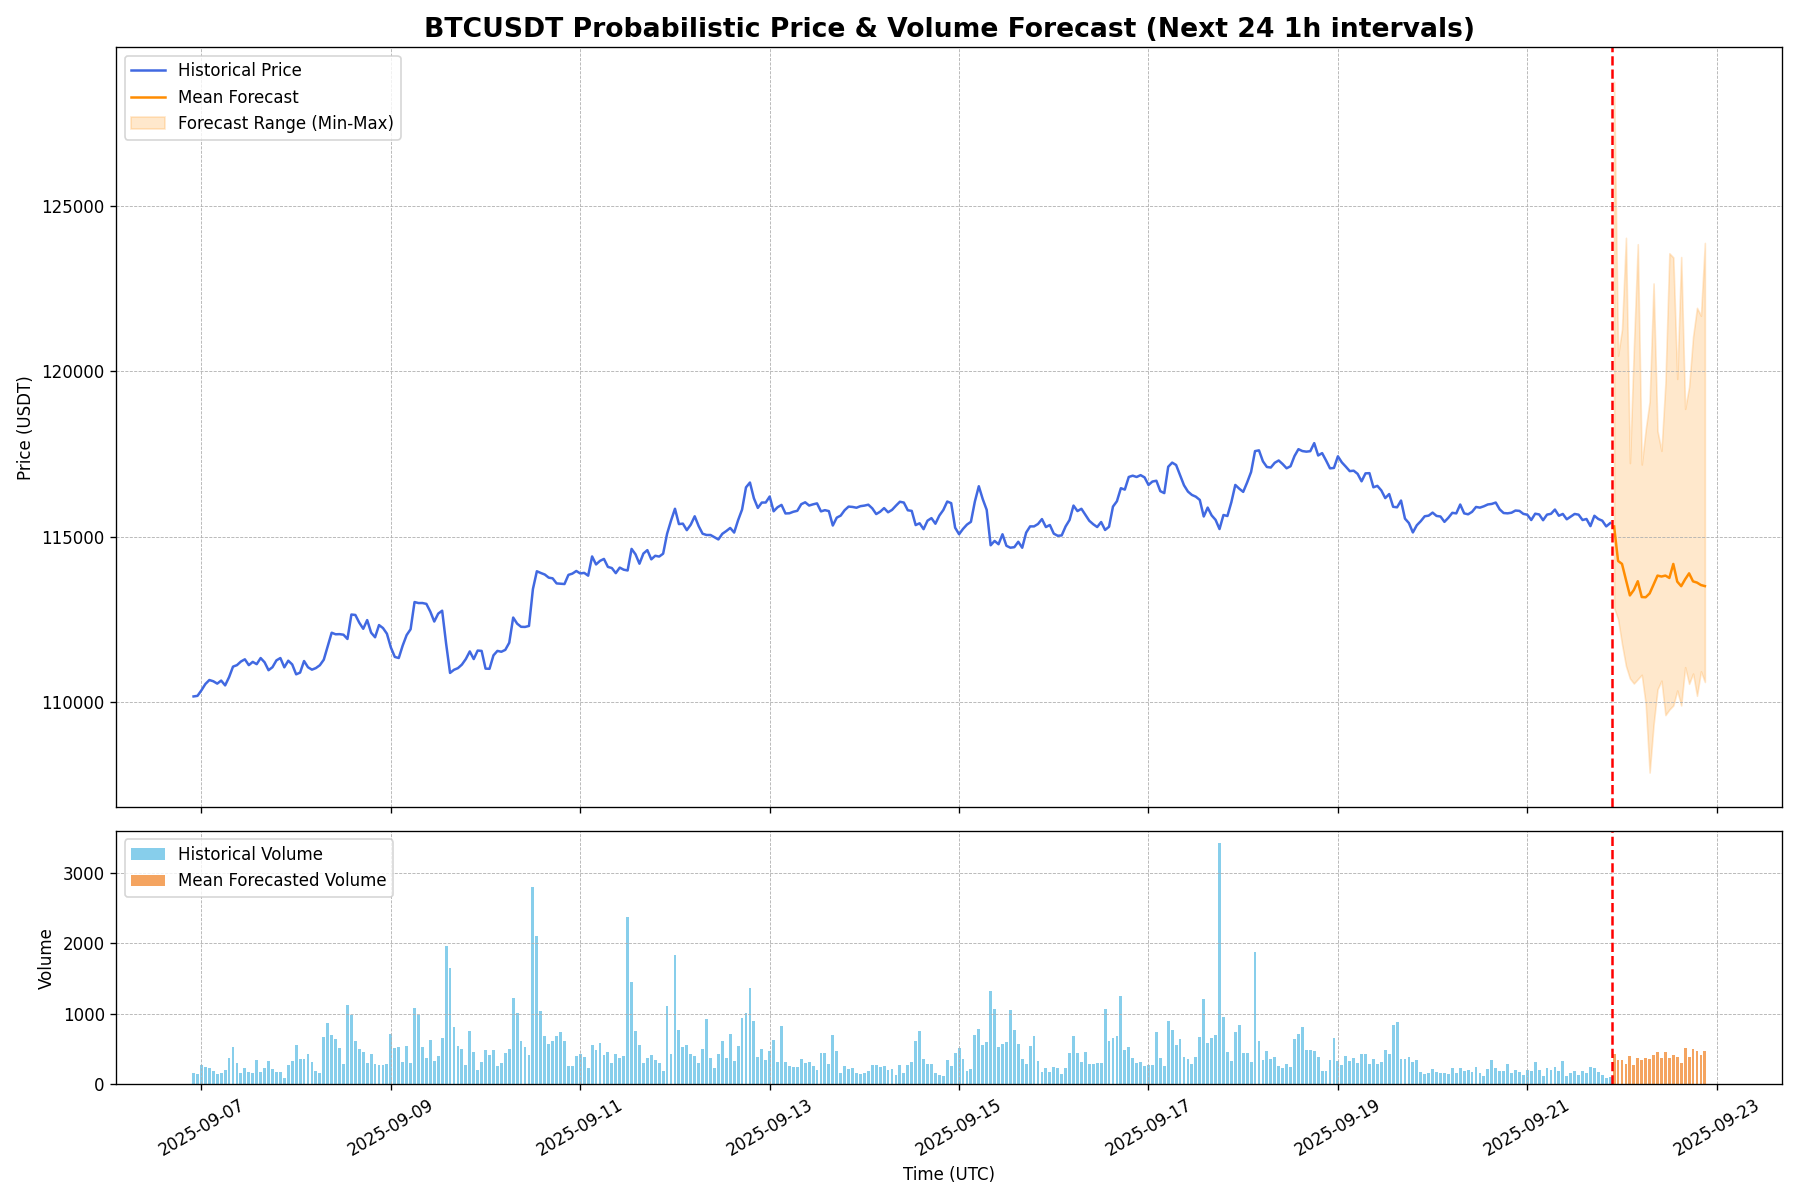 BTCUSDT Probabilistic Price & Volume Forecast (Next 24 1h intervals)
Historical Price
Mean Forecast
Forecast Range (Min-Max)
Price (USDT)
125000
120000
115000
110000
Historical Volume
Mean Forecasted Volume
Volume
3000
2000
1000
0
2025-09-07
2025-09-09
2025-09-11
2025-09-13
2025-09-15
2025-09-17
2025-09-19
2025-09-21
2025-09-23
Time (UTC)